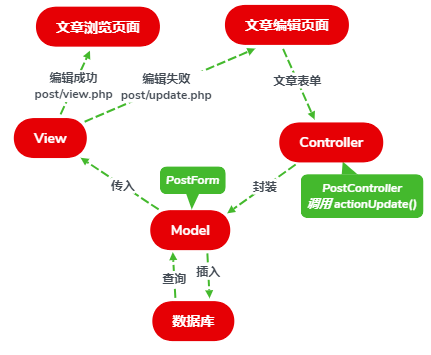 文章浏览页面
文章编辑页面
编辑成功
post/view.php
编辑失败
post/update.php
文章表单
View
Controller
PostForm
传入
封装
PostController
调用 actionUpdate()
Model
查询
插入
数据库